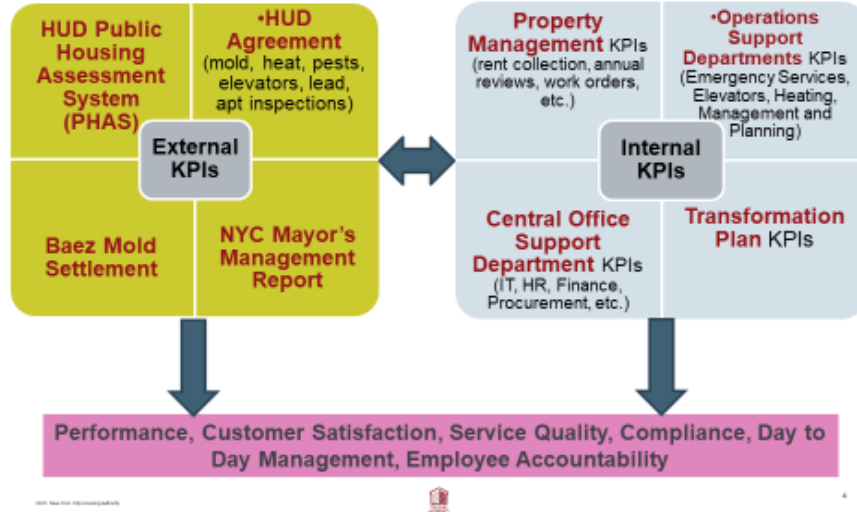 HUD Public
Housing
Assessment
System
(PHAS)
•HUD
Agreement
(mold, heat, pests,
elevators, lead,
apt inspections)
External
KPIs
Baez Mold
Settlement
NYC Mayor's
Management
Report
Property
Management KPIs
(rent collection, annual
reviews, work orders,
etc.)
•Operations
Support
Departments KPIs
(Emergency Services,
Elevators, Heating,
Management and
Planning)
Internal
KPIs
Central Office
Support
Department KPIs
(IT, HR, Finance,
Procurement, etc.)
Transformation
Plan KPIs
Performance, Customer Satisfaction, Service Quality, Compliance, Day to
Day Management, Employee Accountability
4